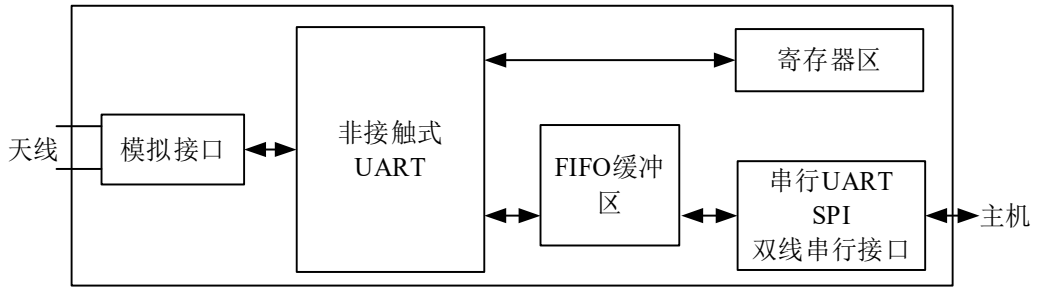 寄存器区
天线
模拟接口
非接触式
UART
FIFO缓冲
区
串行UART
SPI
双线串行接口
主机